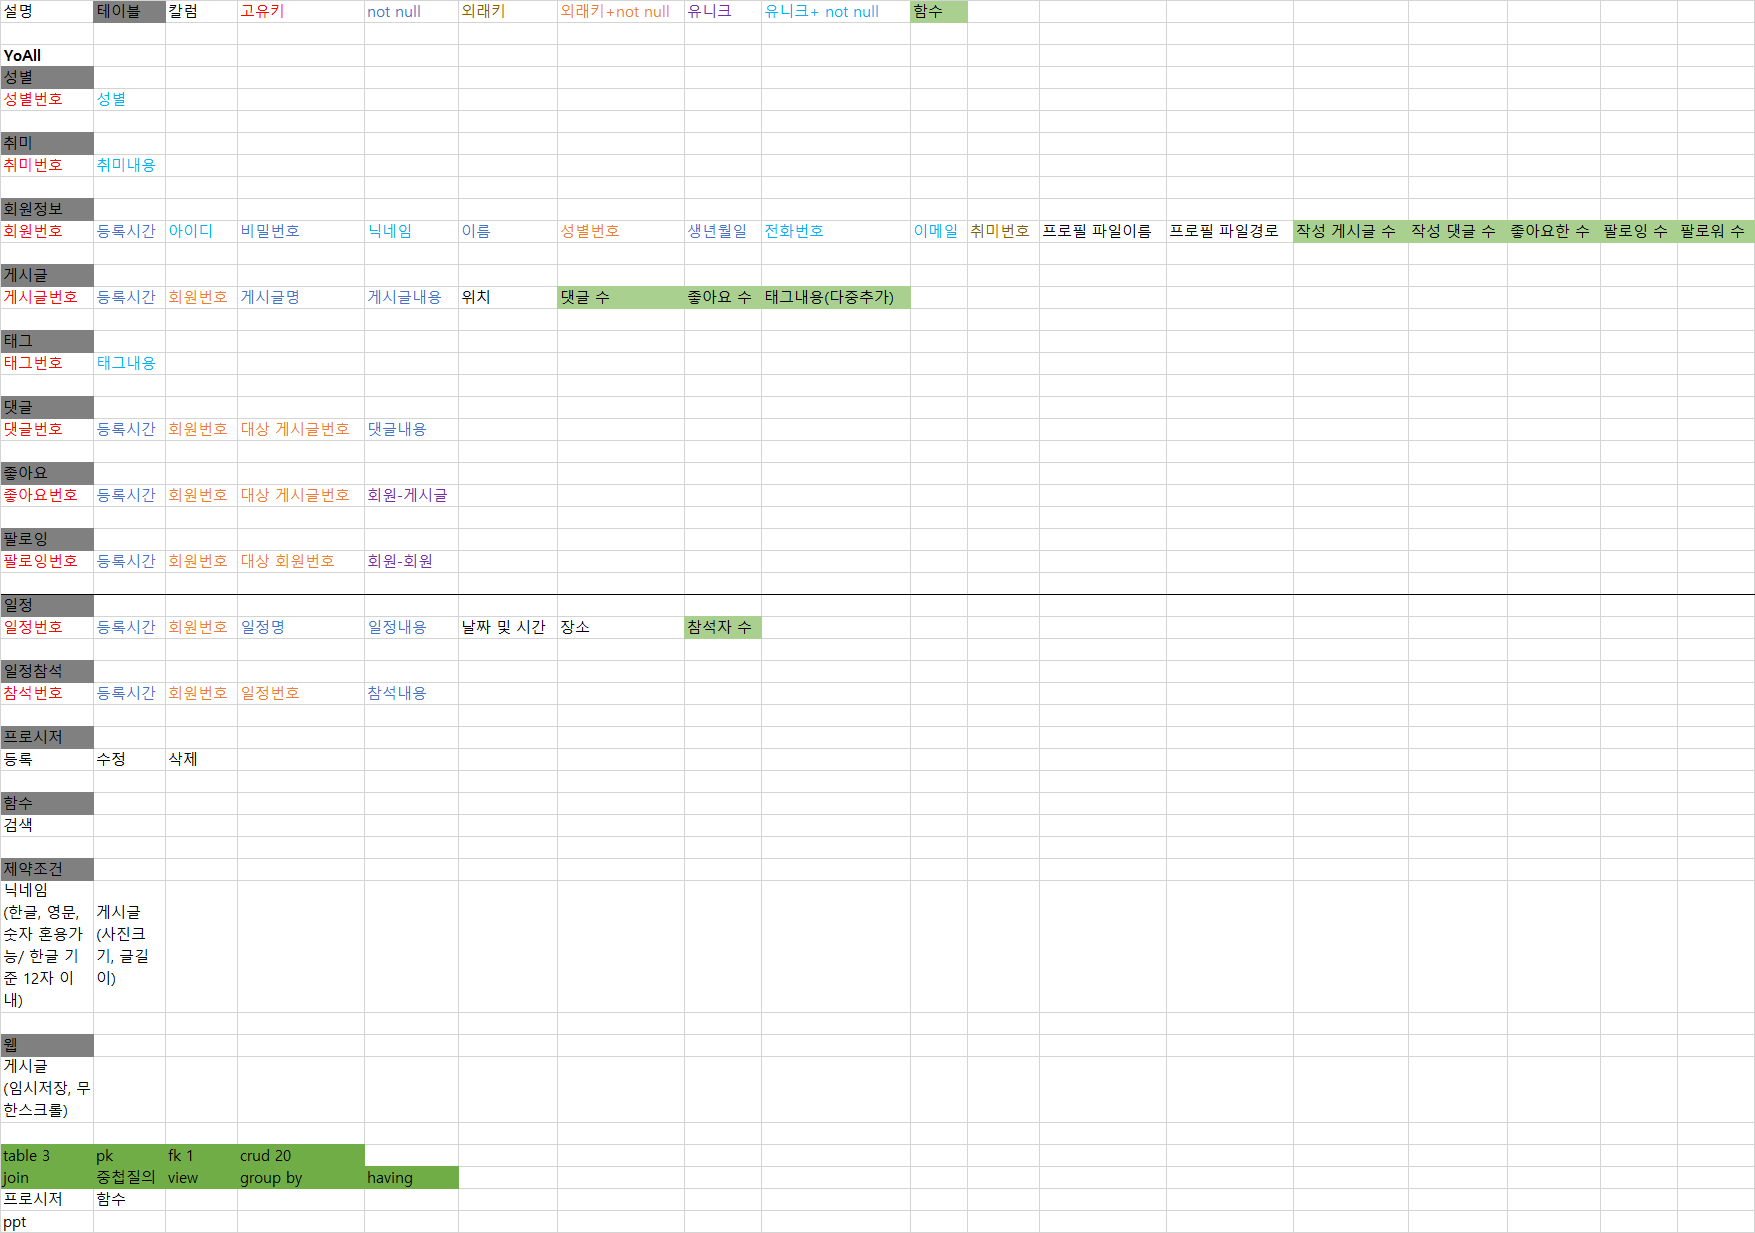 설명 테이블 칼럼 고유키 not null 외래키 외래키+not null 유니크 유니크+ not null 함수
YoAll
성별
성별번호 성별
취미
취미번호 취미내용
회원정보
회원번호 등록시간 아이디 비밀번호 닉네임 이름 성별번호 생년월일 전화번호 이메일 취미번호 프로필 파일이름 프로필 파일경로 작성 게시글 수 작성 댓글 수 좋아요한 수 팔로잉 수 팔로워 수
게시글
게시글번호 등록시간 회원번호 게시글명 게시글내용 위치 댓글 수 좋아요 수 태그내용(다중추가)
태그
태그번호 태그내용
댓글
댓글번호 등록시간 회원번호 대상 게시글번호 댓글내용
좋아요
좋아요번호 등록시간 회원번호 대상 게시글번호 회원-게시글
팔로잉
팔로잉번호 등록시간 회원번호 대상 회원번호 회원-회원
일정
일정번호 등록시간 회원번호 일정명 일정내용 날짜 및 시간 장소 참석자 수
일정참석
참석번호 등록시간 회원번호 일정번호 참석내용
프로시저
등록 수정 삭제
함수
검색
제약조건
닉네임
(한글, 영문,
숫자 혼용가
능/ 한글 기
준 12자 이
내)
게시글
(사진크
기, 글길
이)
웹
게시글
(임시저장, 무
한스크롤)
table 3 pk fk 1 crud 20
join 중첩질의 view group by having
프로시저 함수
ppt